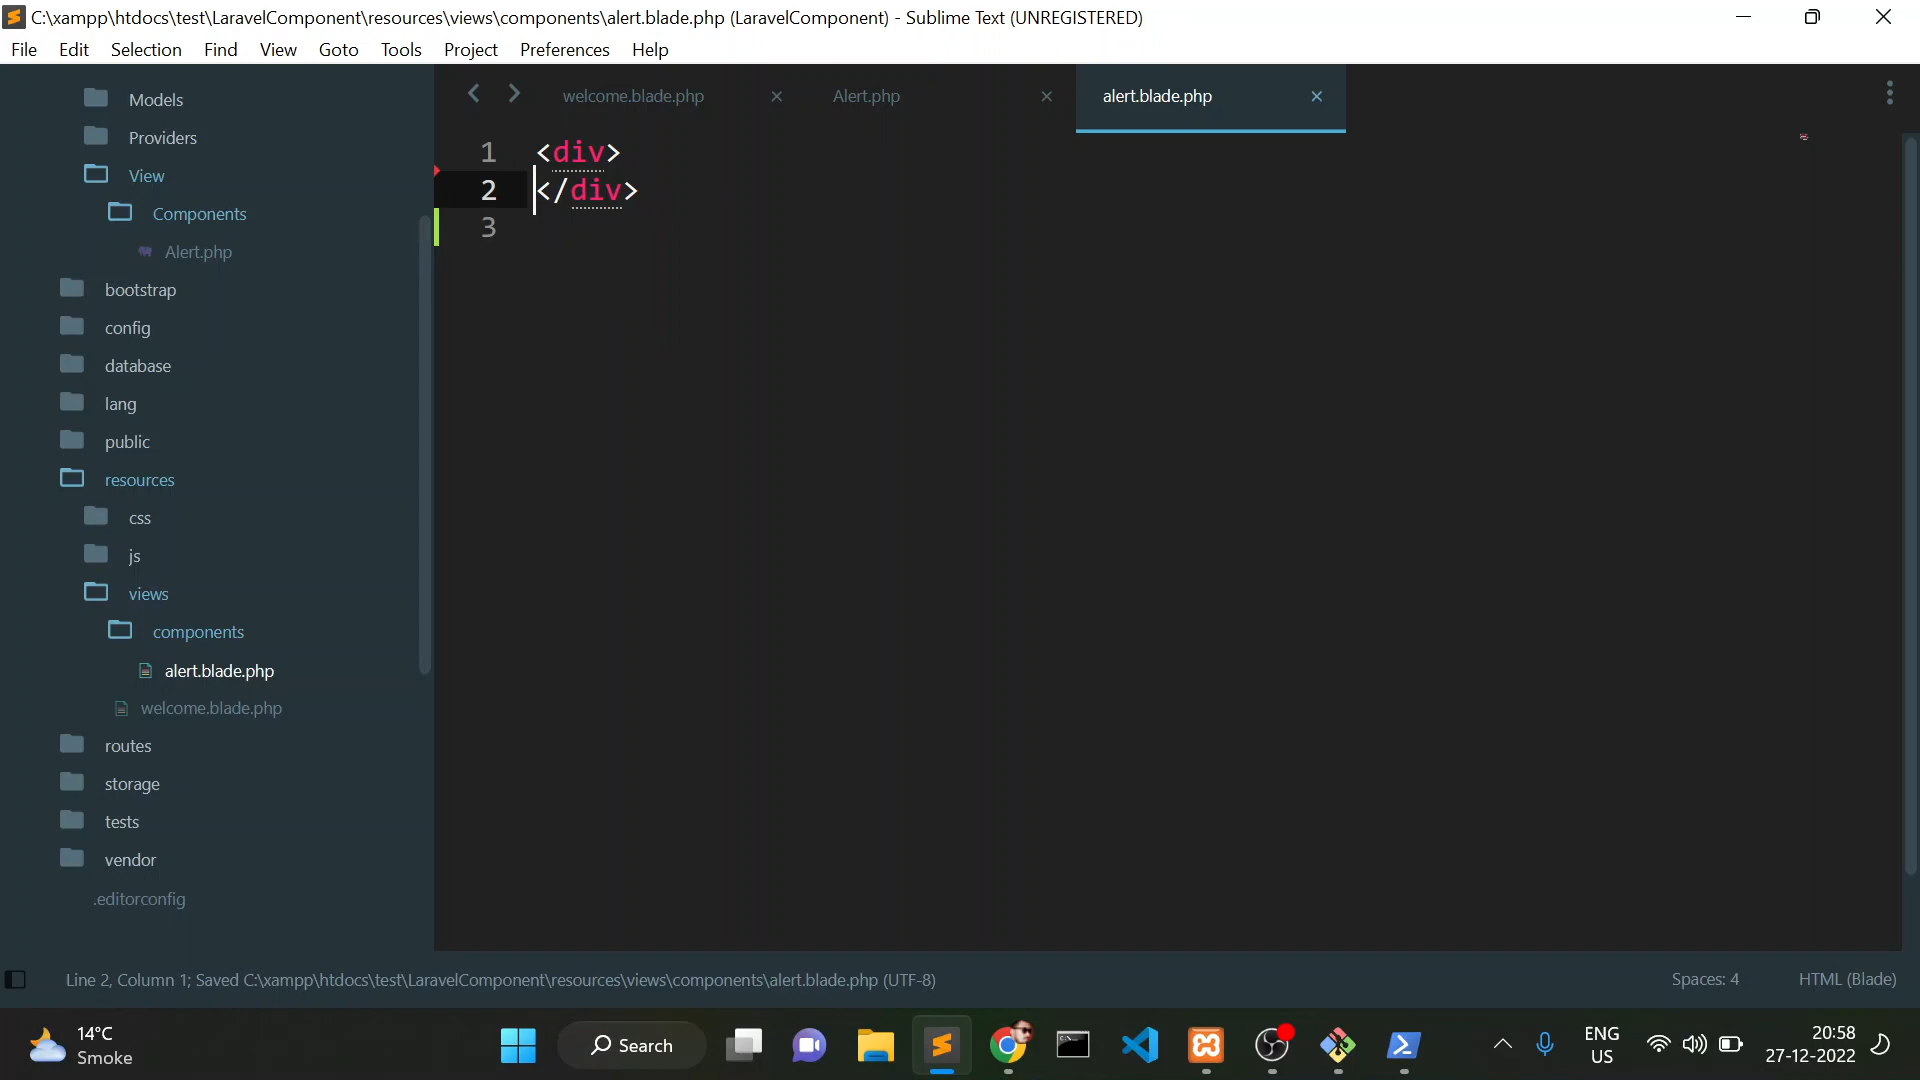 C:\xampp\htdocs\test\LaravelComponent\resources\views\components\alert.blade.php (LaravelComponent) - Sublime Text (UNREGISTERED)
File Edit Selection Find View Goto Tools Project Preferences Help
welcome.blade.php Alert.php alert.blade.php
Models
Providers
View
Components
Alert.php
bootstrap
config
database
lang
public
resources
css
js
views
components
alert.blade.php
welcome.blade.php
routes
storage
tests
vendor
.editorconfig
1 <div>
2 </div>
3
Line 2, Column 1; Saved C:\xampp\htdocs\test\LaravelComponent\resources\views\components\alert.blade.php (UTF-8) Spaces: 4 HTML (Blade)
14°C
Smoke
Search
ENG
US
20:58
27-12-2022